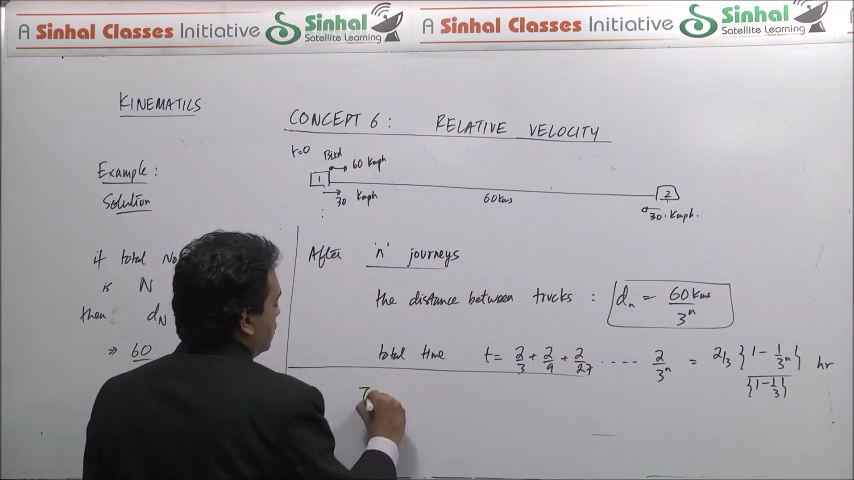 A Sinhal Classes Initiative Sinhal Satellite Learning A Sinhal Classes Initiative Sinhal Satellite Learning
KINEMATICS
CONCEPT 6: RELATIVE VELOCITY
t=0 Bird 60 Kmph
1 30 Kmph 60 Kms 2 30 Kmph.
Example:
Solution
if total No
is N
then dN
⇒ 60
After 'n' journeys
the distance between trucks : dn = 60 Kms / 3^n
total time t = 2/3 + 2/9 + 2/27 ..... 2/3^n = 2/3 {1 - 1/3^n} / {1 - 1/3} hr